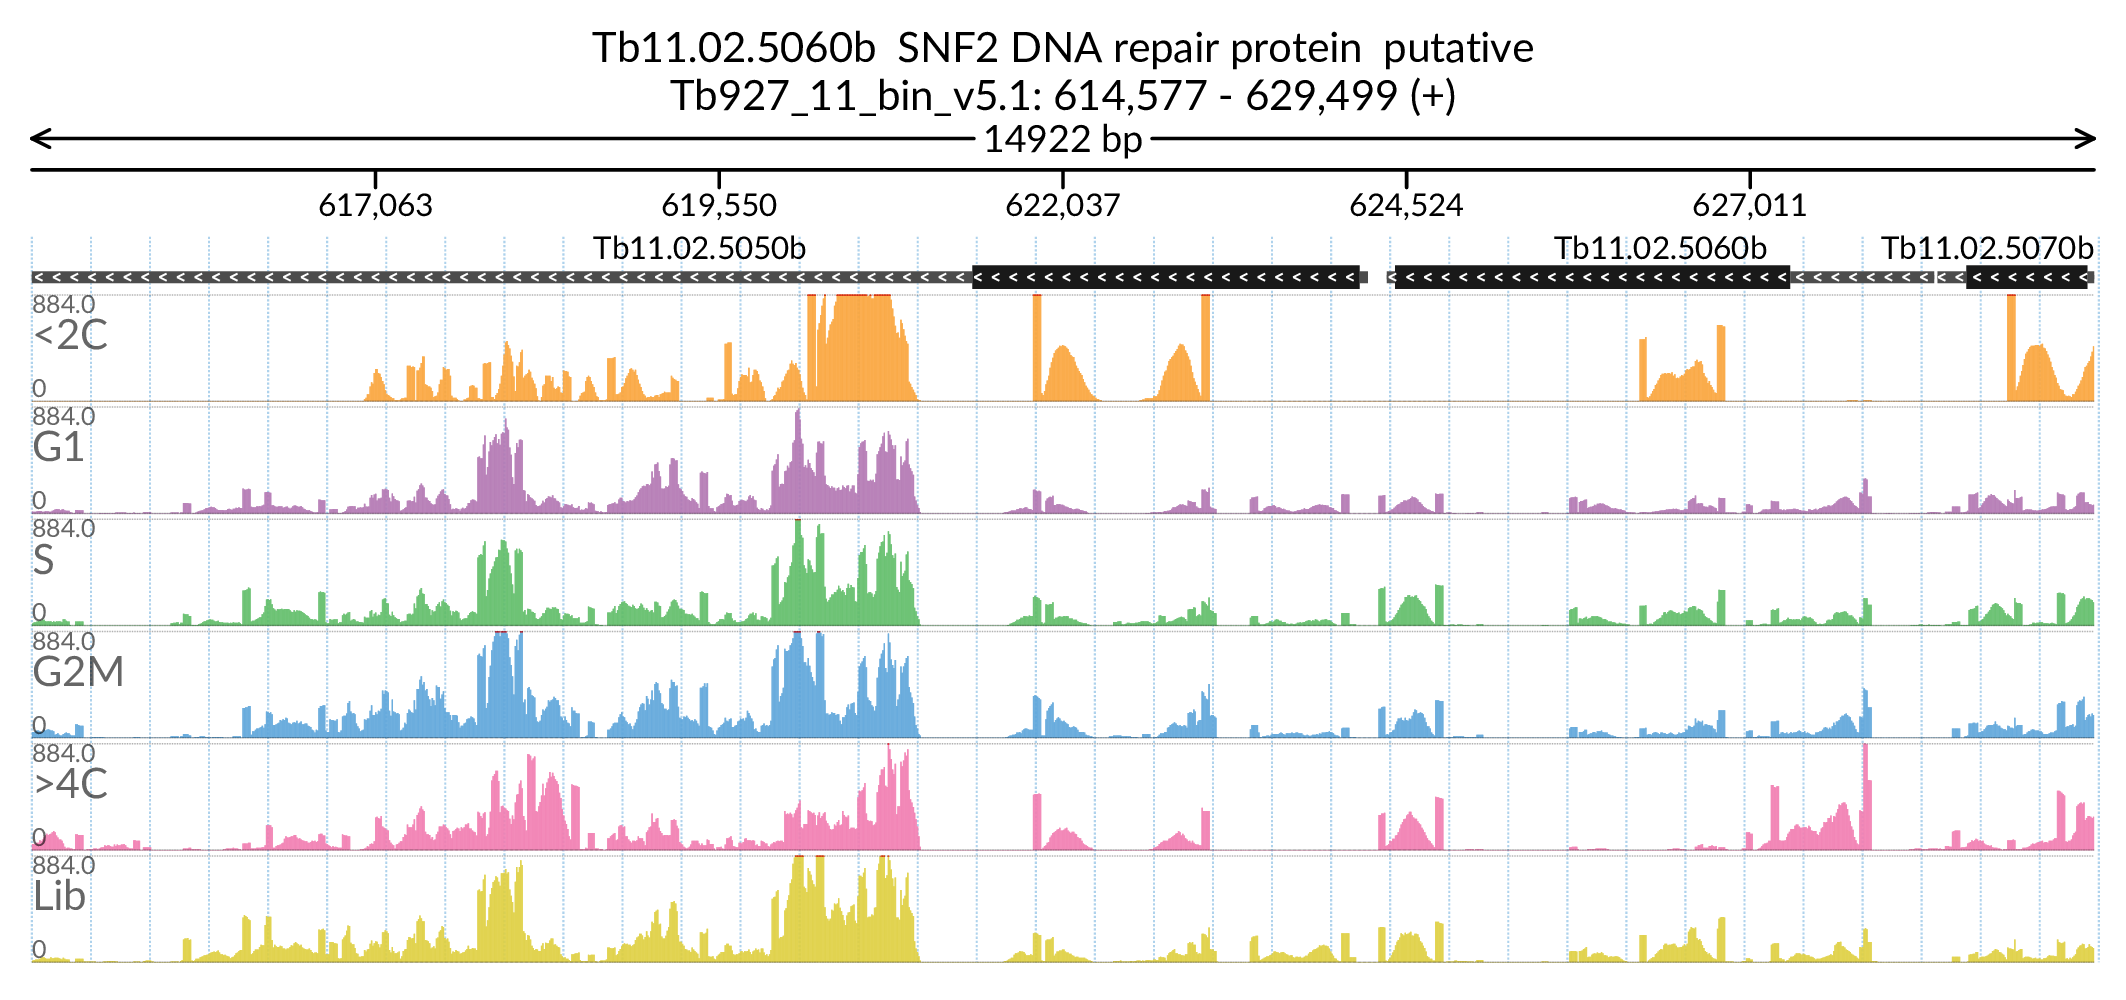 Tb11.02.5060b  SNF2 DNA repair protein  putative
Tb927_11_bin_v5.1: 614,577 - 629,499 (+)
14922 bp
617,063 619,550 622,037 624,524 627,011
Tb11.02.5050b Tb11.02.5060b Tb11.02.5070b
884.0
<2C
0
884.0
G1
0
884.0
S
0
884.0
G2M
0
884.0
>4C
0
884.0
Lib
0